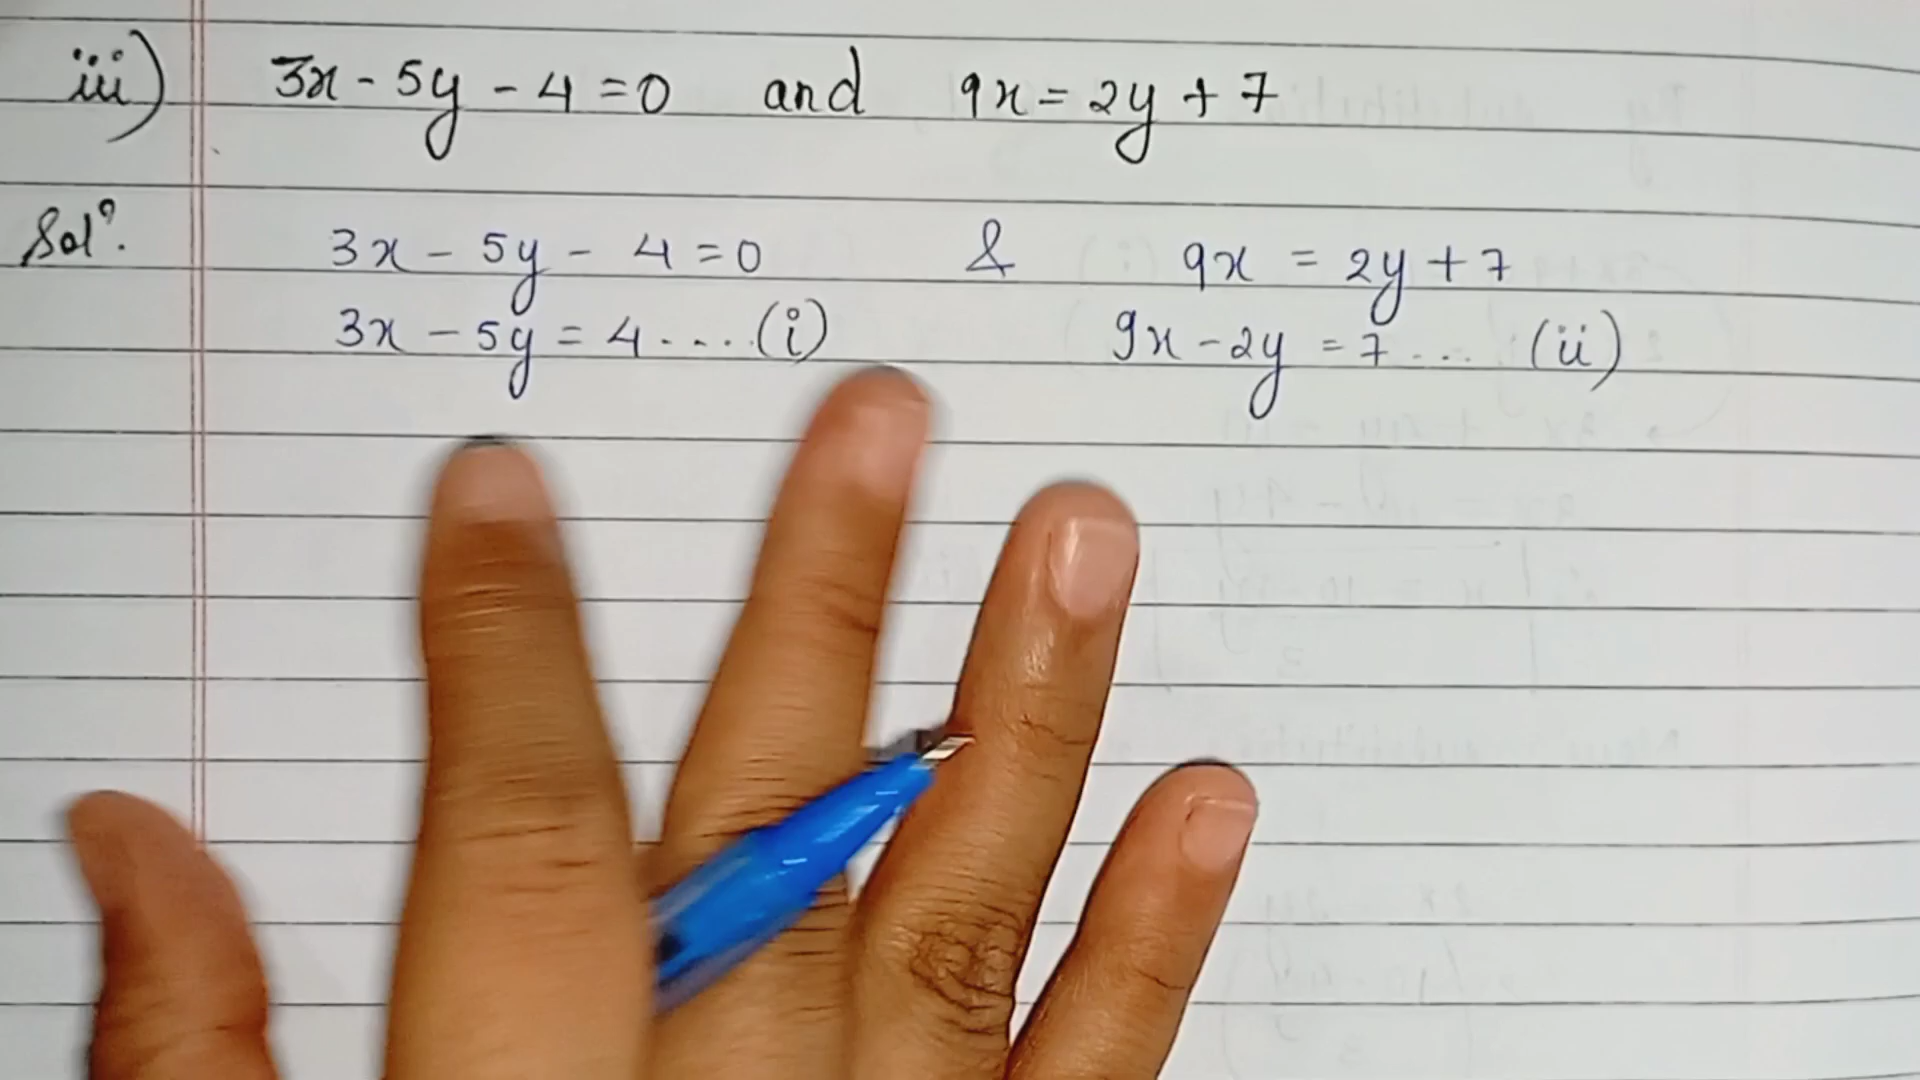 iii) 3x - 5y - 4 = 0 and 9x = 2y + 7
Solⁿ. 3x - 5y - 4 = 0 & 9x = 2y + 7
3x - 5y = 4 .... (i) 9x - 2y = 7 ... (ii)